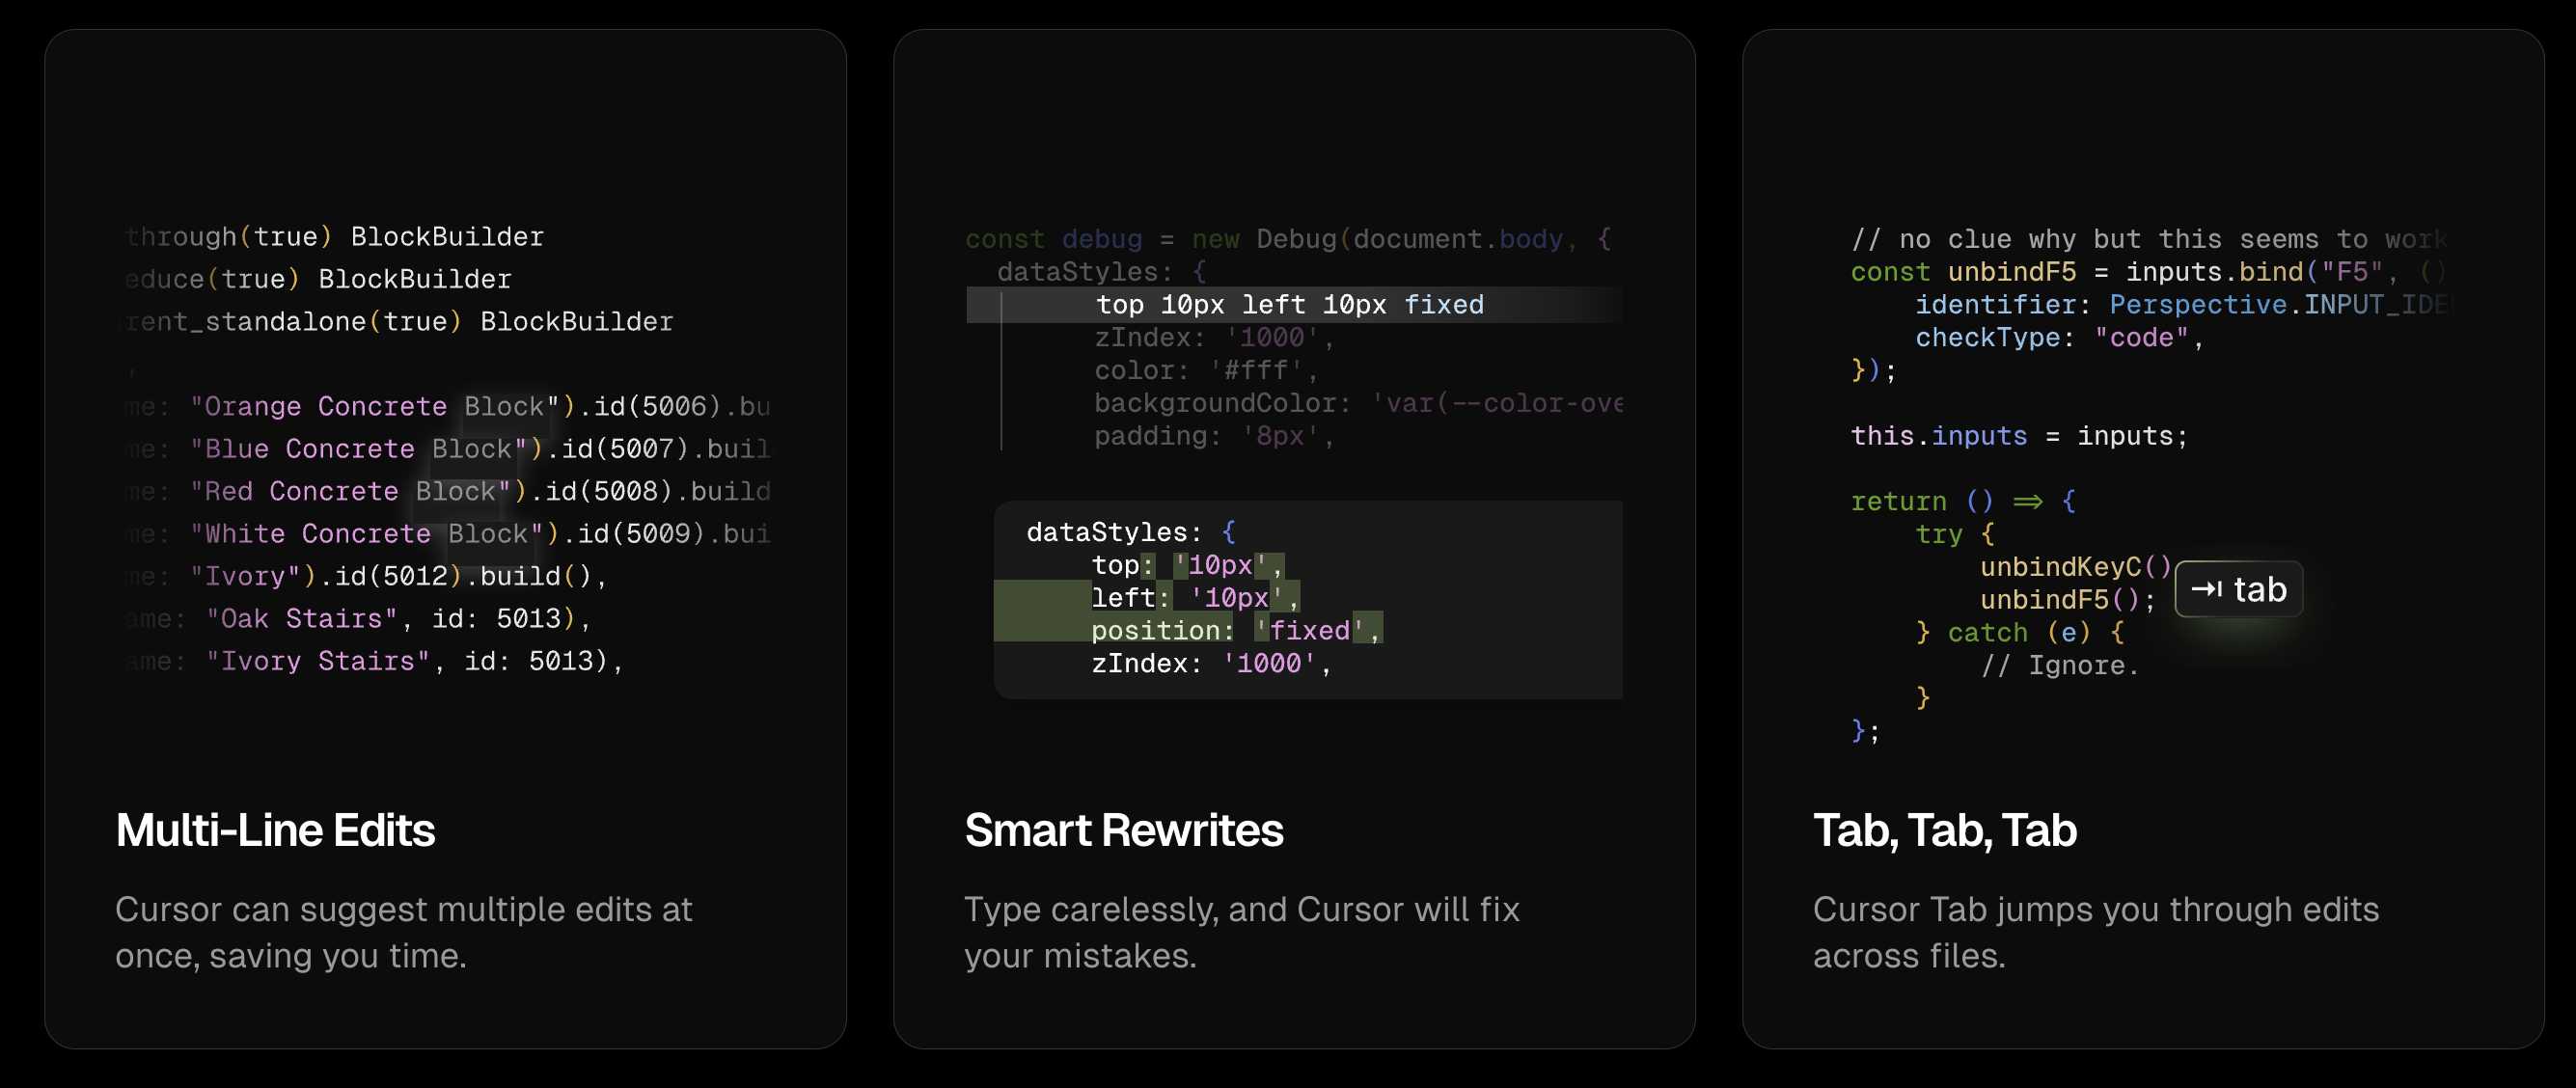 through(true) BlockBuilder
educe(true) BlockBuilder
rent_standalone(true) BlockBuilder
,
me: "Orange Concrete Block").id(5006).bu
me: "Blue Concrete Block").id(5007).buil
me: "Red Concrete Block").id(5008).build
me: "White Concrete Block").id(5009).bui
me: "Ivory").id(5012).build(),
ame: "Oak Stairs", id: 5013),
ame: "Ivory Stairs", id: 5013),
Multi-Line Edits
Cursor can suggest multiple edits at
once, saving you time.
const debug = new Debug(document.body, {
dataStyles: {
top 10px left 10px fixed
zIndex: '1000',
color: '#fff',
backgroundColor: 'var(--color-ove
padding: '8px',
dataStyles: {
top: '10px',
left: '10px',
position: 'fixed',
zIndex: '1000',
Smart Rewrites
Type carelessly, and Cursor will fix
your mistakes.
// no clue why but this seems to work
const unbindF5 = inputs.bind("F5", ()
identifier: Perspective.INPUT_IDE
checkType: "code",
});
this.inputs = inputs;
return () => {
try {
unbindKeyC()
unbindF5();
→| tab
} catch (e) {
// Ignore.
}
};
Tab, Tab, Tab
Cursor Tab jumps you through edits
across files.